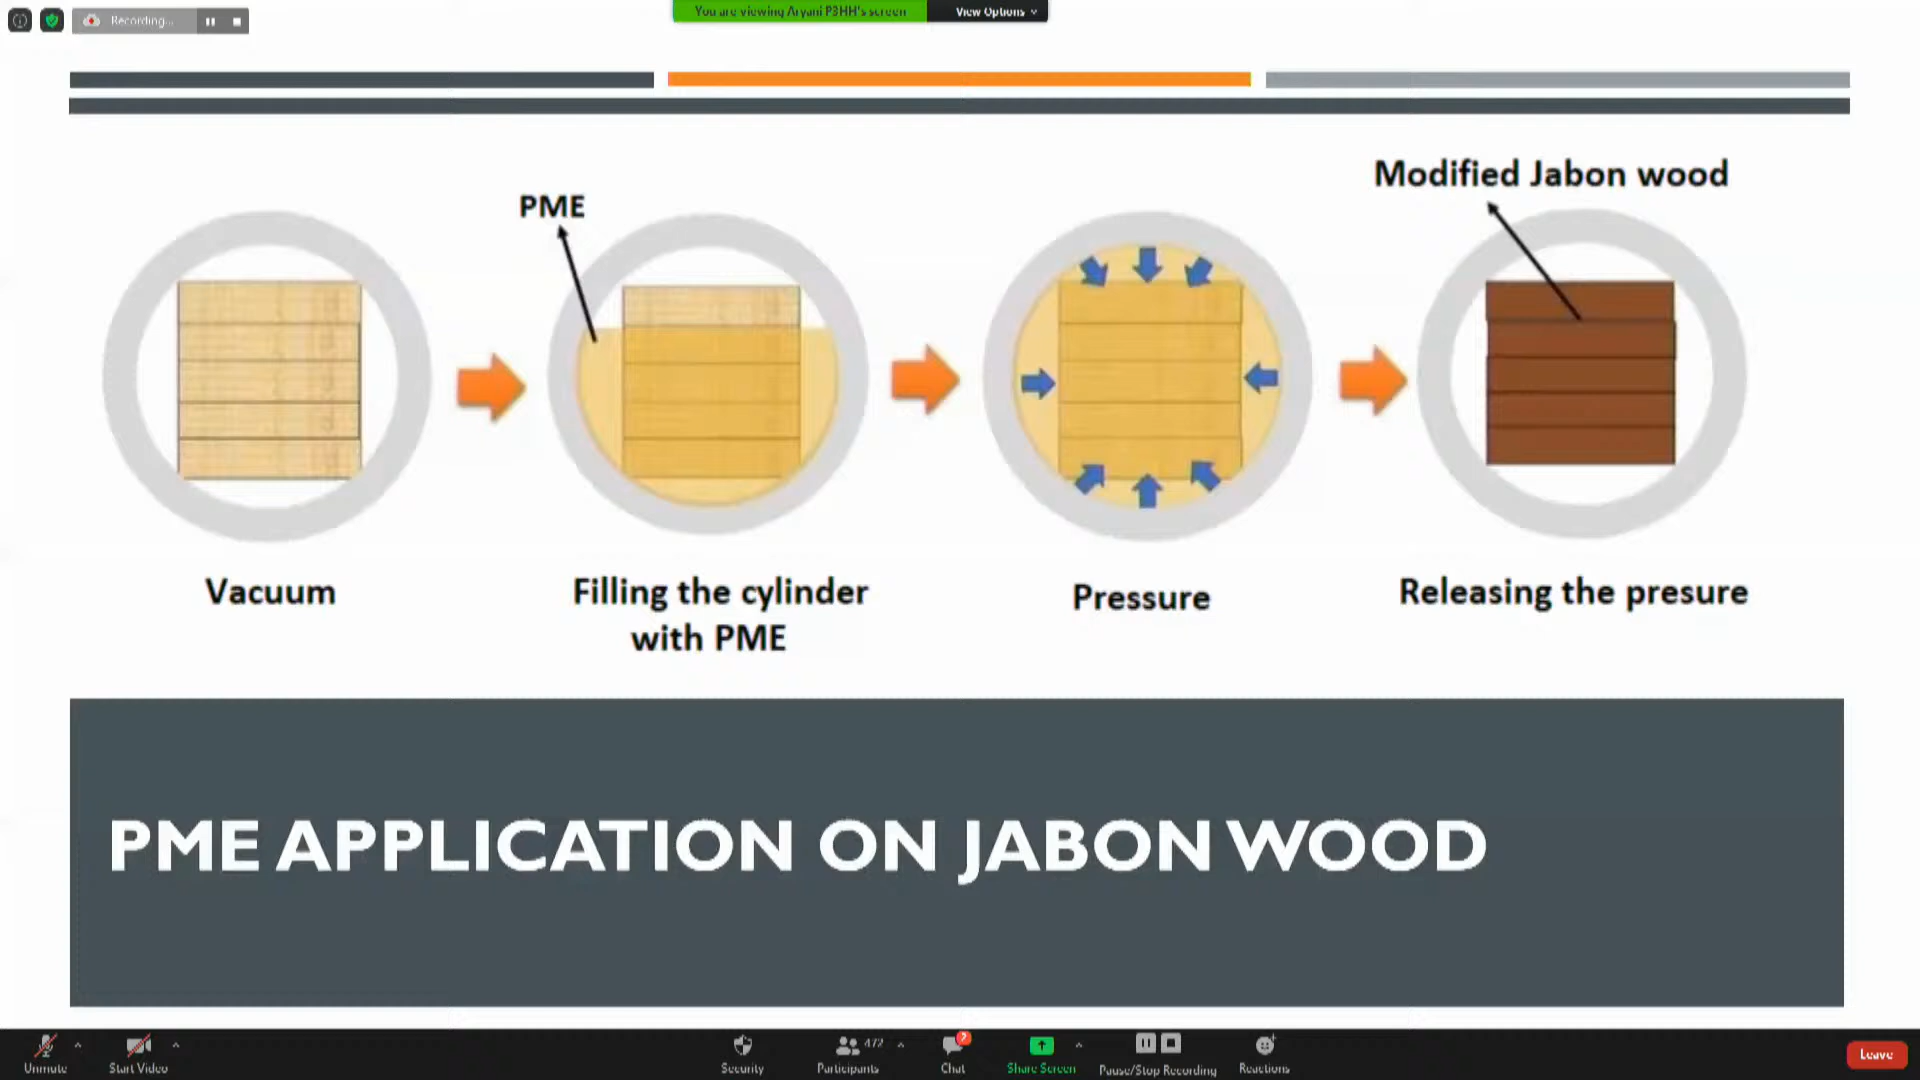 Recording...
You are viewing Aryani P3HH's screen
View Options
Modified Jabon wood
PME
Vacuum
Filling the cylinder
with PME
Pressure
Releasing the presure
PME APPLICATION ON JABON WOOD
Unmute
Start Video
Security
472
Participants
Chat
Share Screen
Pause/Stop Recording
Reactions
Leave